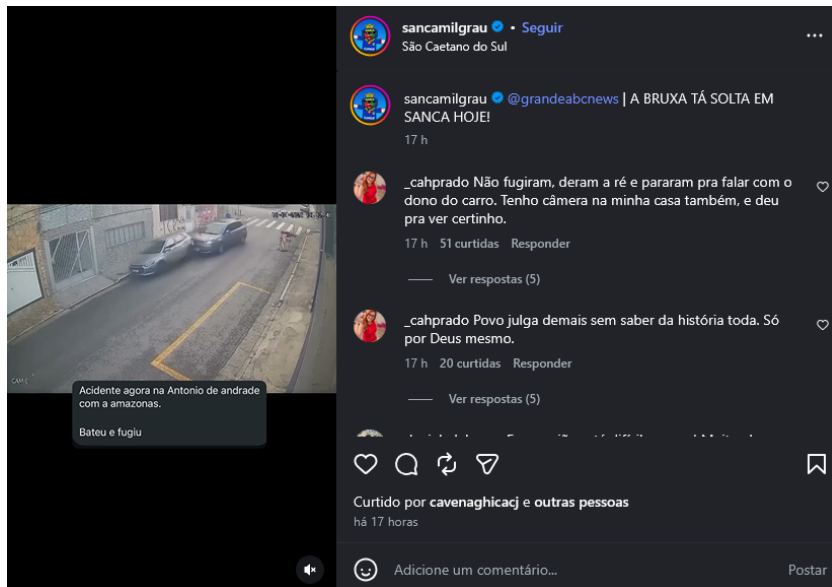 sancamilgrau • Seguir
São Caetano do Sul
sancamilgrau @grandeabcnews | A BRUXA TÁ SOLTA EM
SANCA HOJE!
17 h
_cahprado Não fugiram, deram a ré e pararam pra falar com o
dono do carro. Tenho câmera na minha casa também, e deu
pra ver certinho.
17 h 51 curtidas Responder
Ver respostas (5)
_cahprado Povo julga demais sem saber da história toda. Só
por Deus mesmo.
17 h 20 curtidas Responder
Ver respostas (5)
Curtido por cavenaghicacj e outras pessoas
há 17 horas
Adicione um comentário... Postar
CAM
Acidente agora na Antonio de andrade
com a amazonas.
Bateu e fugiu